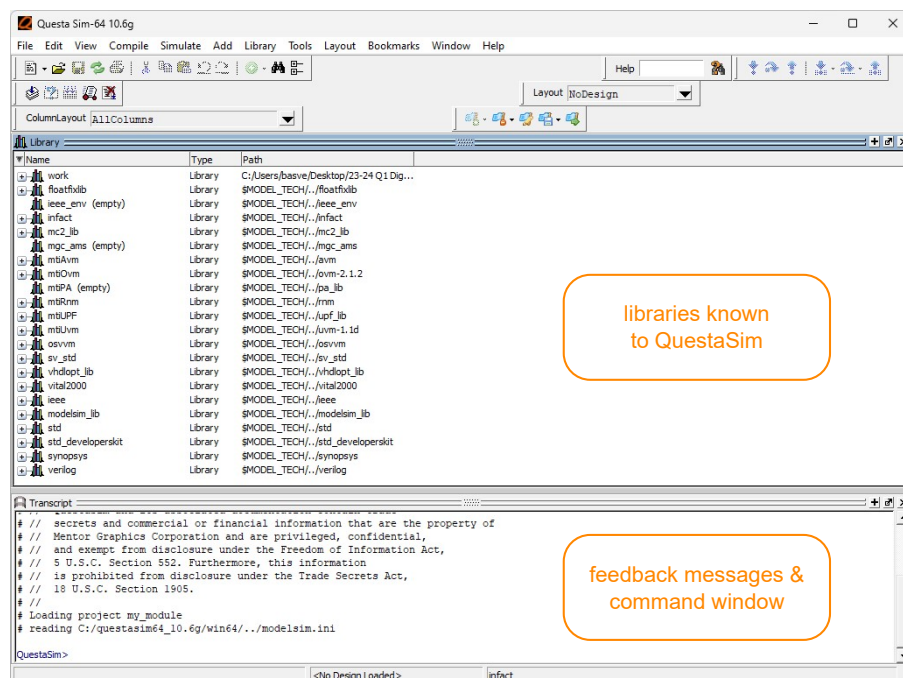 Questa Sim-64 10.6g
File Edit View Compile Simulate Add Library Tools Layout Bookmarks Window Help
Help
Layout NoDesign
ColumnLayout AllColumns
Library
Name Type Path
work Library C:/Users/basve/Desktop/23-24 Q1 Dig...
floatfixlib Library $MODEL_TECH/../floatfixlib
ieee_env (empty) Library $MODEL_TECH/../ieee_env
infact Library $MODEL_TECH/../infact
mc2_lib Library $MODEL_TECH/../mc2_lib
mgc_ams (empty) Library $MODEL_TECH/../mgc_ams
mtiAvm Library $MODEL_TECH/../avm
mtiOvm Library $MODEL_TECH/../ovm-2.1.2
mtiPA (empty) Library $MODEL_TECH/../pa_lib
mtiRnm Library $MODEL_TECH/../rnm
mtiUPF Library $MODEL_TECH/../upf_lib
mtiUvm Library $MODEL_TECH/../uvm-1.1d
osvvm Library $MODEL_TECH/../osvvm
sv_std Library $MODEL_TECH/../sv_std
vhdlopt_lib Library $MODEL_TECH/../vhdlopt_lib
vital2000 Library $MODEL_TECH/../vital2000
ieee Library $MODEL_TECH/../ieee
modelsim_lib Library $MODEL_TECH/../modelsim_lib
std Library $MODEL_TECH/../std
std_developerskit Library $MODEL_TECH/../std_developerskit
synopsys Library $MODEL_TECH/../synopsys
verilog Library $MODEL_TECH/../verilog
libraries known
to QuestaSim
Transcript
# // secrets and commercial or financial information that are the property of
# // Mentor Graphics Corporation and are privileged, confidential,
# // and exempt from disclosure under the Freedom of Information Act,
# // 5 U.S.C. Section 552. Furthermore, this information
# // is prohibited from disclosure under the Trade Secrets Act,
# // 18 U.S.C. Section 1905.
# //
# Loading project my_module
# reading C:/questasim64_10.6g/win64/../modelsim.ini
QuestaSim>
feedback messages &
command window
<No Design Loaded> infact